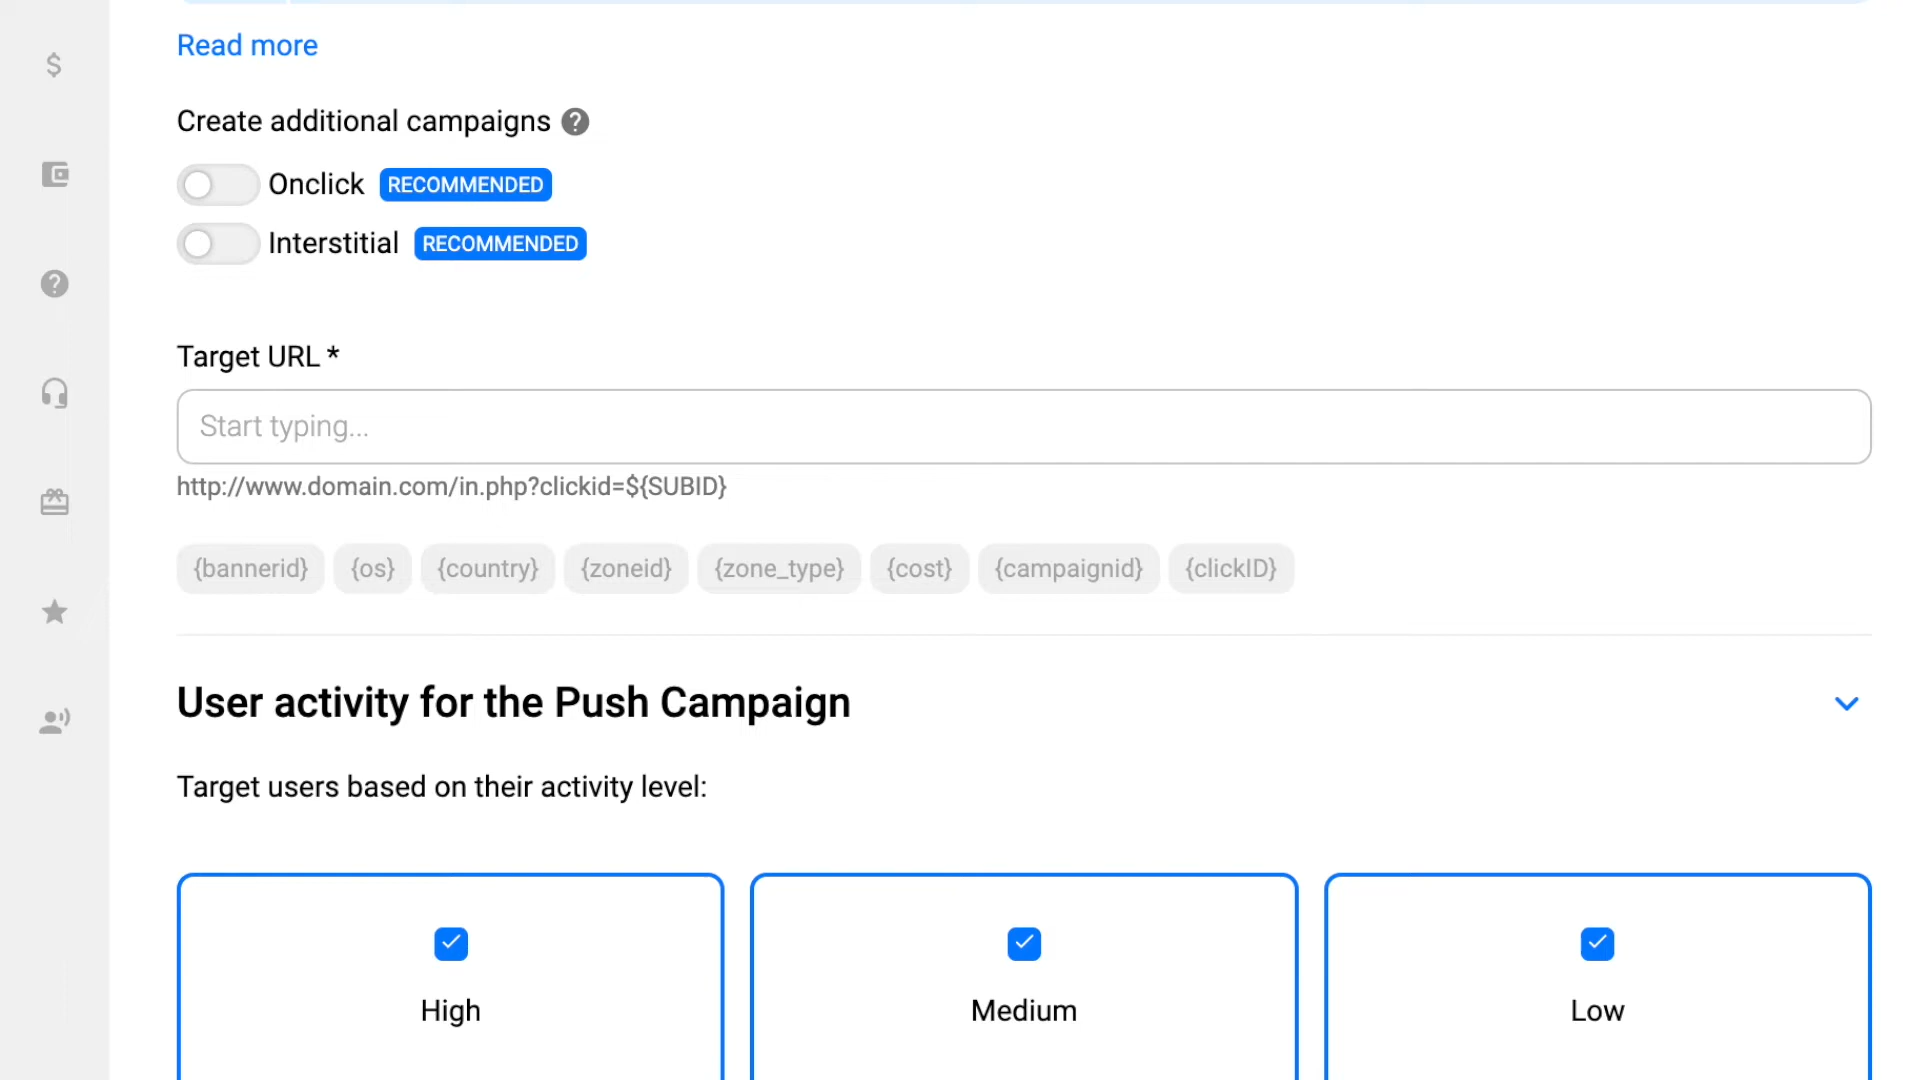 Read more
Create additional campaigns ?
Onclick RECOMMENDED
Interstitial RECOMMENDED
Target URL *
Start typing...
http://www.domain.com/in.php?clickid=${SUBID}
{bannerid} {os} {country} {zoneid} {zone_type} {cost} {campaignid} {clickID}
User activity for the Push Campaign
Target users based on their activity level:
High Medium Low